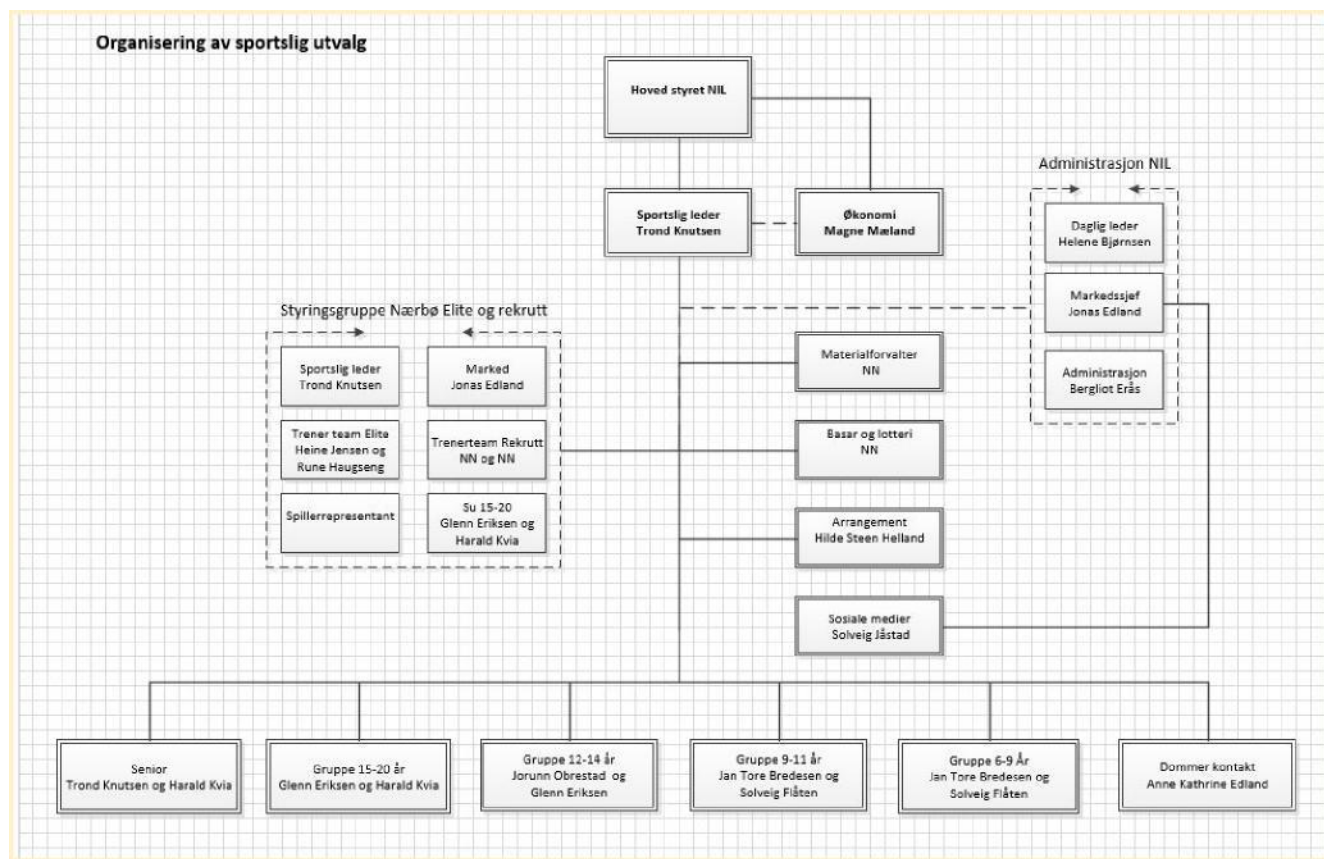 Organisering av sportslig utvalg
Hoved styret NIL
Sportslig leder
Trond Knutsen
Økonomi
Magne Mæland
Administrasjon NIL
Daglig leder
Helene Bjørnsen
Markedssjef
Jonas Edland
Administrasjon
Bergliot Erås
Styringsgruppe Nærbø Elite og rekrutt
Sportslig leder
Trond Knutsen
Marked
Jonas Edland
Trener team Elite
Heine Jensen og
Rune Haugseng
Trenerteam Rekrutt
NN og NN
Spillerrepresentant
Su 15-20
Glenn Eriksen og
Harald Kvia
Materialforvalter
NN
Basar og lotteri
NN
Arrangement
Hilde Steen Helland
Sosiale medier
Solveig Jåstad
Senior
Trond Knutsen og Harald Kvia
Gruppe 15-20 år
Glenn Eriksen og Harald Kvia
Gruppe 12-14 år
Jorunn Obrestad og
Glenn Eriksen
Gruppe 9-11 år
Jan Tore Bredesen og
Solveig Flåten
Gruppe 6-9 År
Jan Tore Bredesen og
Solveig Flåten
Dommer kontakt
Anne Kathrine Edland